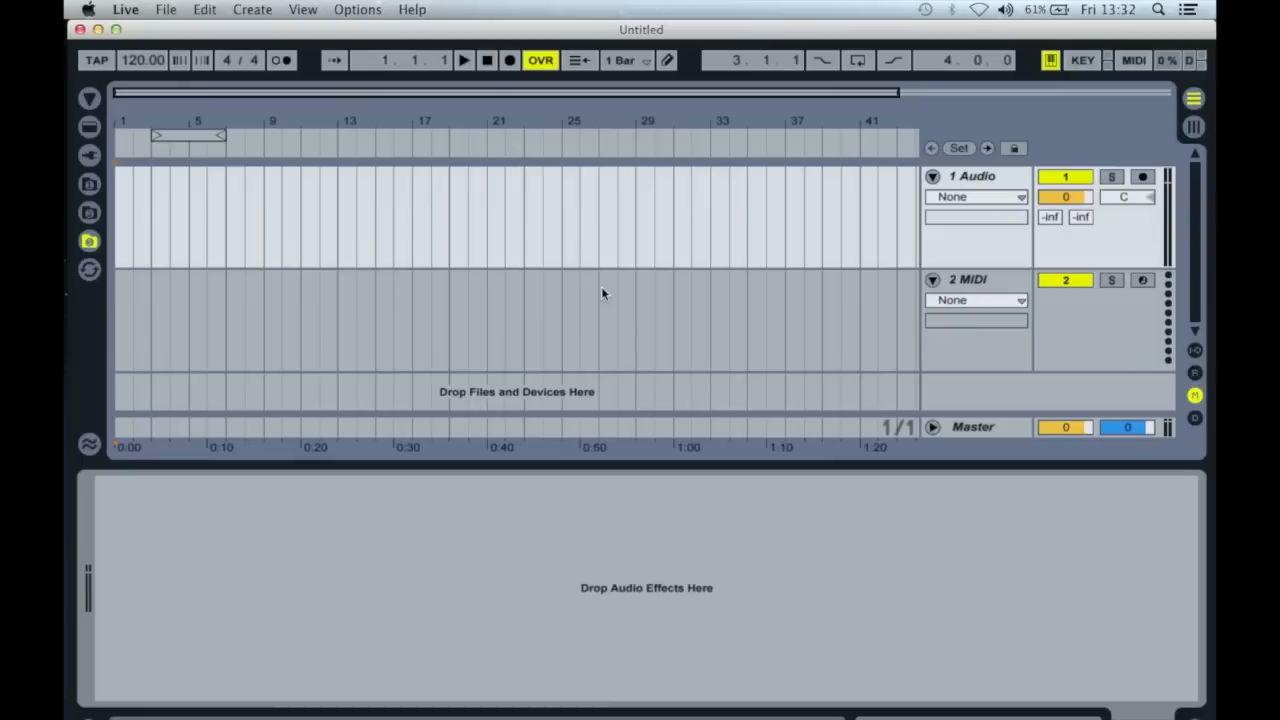 Live File Edit Create View Options Help 61% Fri 13:32
Untitled
TAP 120.00 4 / 4 1. 1. 1 OVR 1 Bar 3. 1. 1 4. 0. 0 KEY MIDI 0 % D
1 5 9 13 17 21 25 29 33 37 41
Set
1 Audio 1 S
None 0 C
-inf -inf
2 MIDI 2 S
None
Drop Files and Devices Here
1/1 Master 0 0
0:00 0:10 0:20 0:30 0:40 0:50 1:00 1:10 1:20
I-O
R
M
D
Drop Audio Effects Here